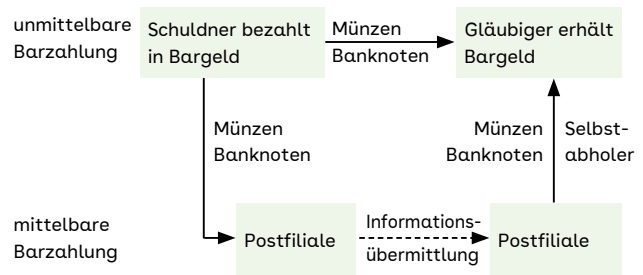 unmittelbare
Barzahlung
Schuldner bezahlt
in Bargeld
Münzen
Banknoten
Gläubiger erhält
Bargeld
Münzen
Banknoten
Münzen
Banknoten
Selbst-
abholer
mittelbare
Barzahlung
Postfiliale
Informations-
übermittlung
Postfiliale